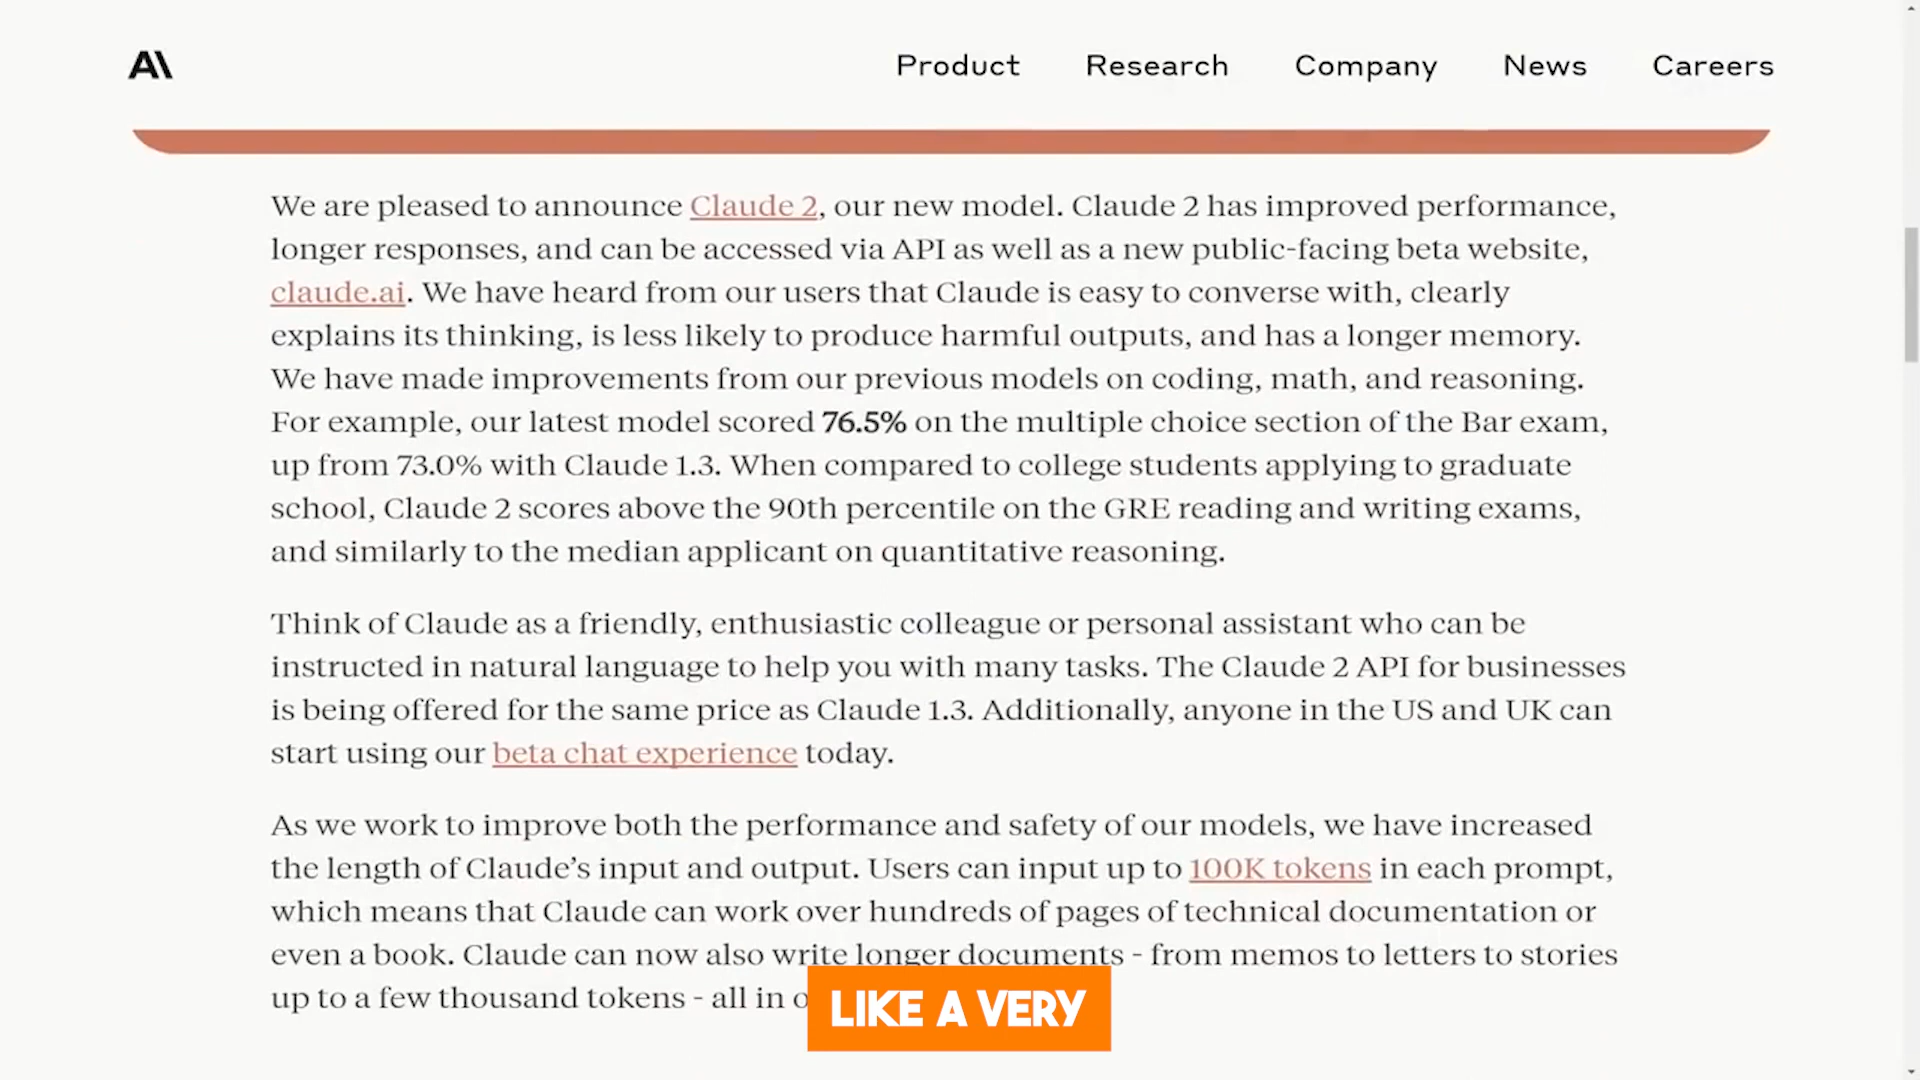 A\
Product Research Company News Careers
We are pleased to announce Claude 2, our new model. Claude 2 has improved performance,
longer responses, and can be accessed via API as well as a new public-facing beta website,
claude.ai. We have heard from our users that Claude is easy to converse with, clearly
explains its thinking, is less likely to produce harmful outputs, and has a longer memory.
We have made improvements from our previous models on coding, math, and reasoning.
For example, our latest model scored 76.5% on the multiple choice section of the Bar exam,
up from 73.0% with Claude 1.3. When compared to college students applying to graduate
school, Claude 2 scores above the 90th percentile on the GRE reading and writing exams,
and similarly to the median applicant on quantitative reasoning.
Think of Claude as a friendly, enthusiastic colleague or personal assistant who can be
instructed in natural language to help you with many tasks. The Claude 2 API for businesses
is being offered for the same price as Claude 1.3. Additionally, anyone in the US and UK can
start using our beta chat experience today.
As we work to improve both the performance and safety of our models, we have increased
the length of Claude’s input and output. Users can input up to 100K tokens in each prompt,
which means that Claude can work over hundreds of pages of technical documentation or
even a book. Claude can now also write longer documents - from memos to letters to stories
up to a few thousand tokens - all in
LIKE A VERY